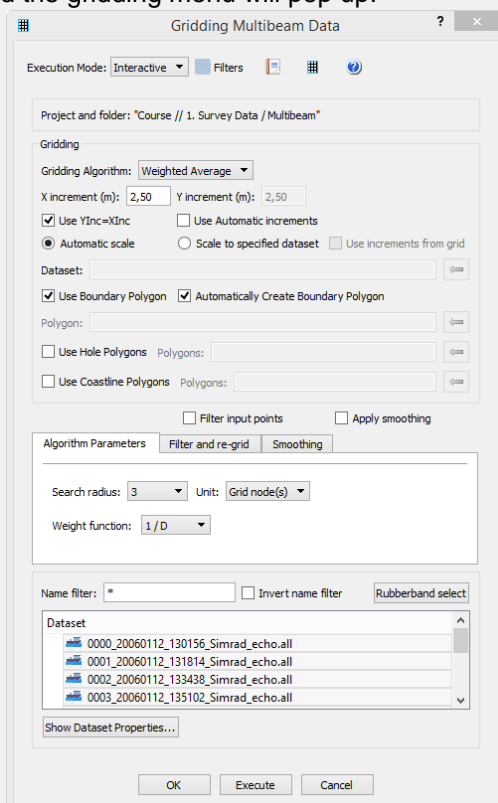 d the gridding menu will pop up.
Gridding Multibeam Data ? ×
Execution Mode: Interactive Filters
Project and folder: "Course // 1. Survey Data / Multibeam"
Gridding
Gridding Algorithm: Weighted Average
X increment (m): 2,50 Y increment (m): 2,50
Use YInc=XInc Use Automatic increments
Automatic scale Scale to specified dataset Use increments from grid
Dataset:
Use Boundary Polygon Automatically Create Boundary Polygon
Polygon:
Use Hole Polygons Polygons:
Use Coastline Polygons Polygons:
Filter input points Apply smoothing
Algorithm Parameters Filter and re-grid Smoothing
Search radius: 3 Unit: Grid node(s)
Weight function: 1 / D
Name filter: * Invert name filter Rubberband select
Dataset
0000_20060112_130156_Simrad_echo.all
0001_20060112_131814_Simrad_echo.all
0002_20060112_133438_Simrad_echo.all
0003_20060112_135102_Simrad_echo.all
Show Dataset Properties...
OK Execute Cancel